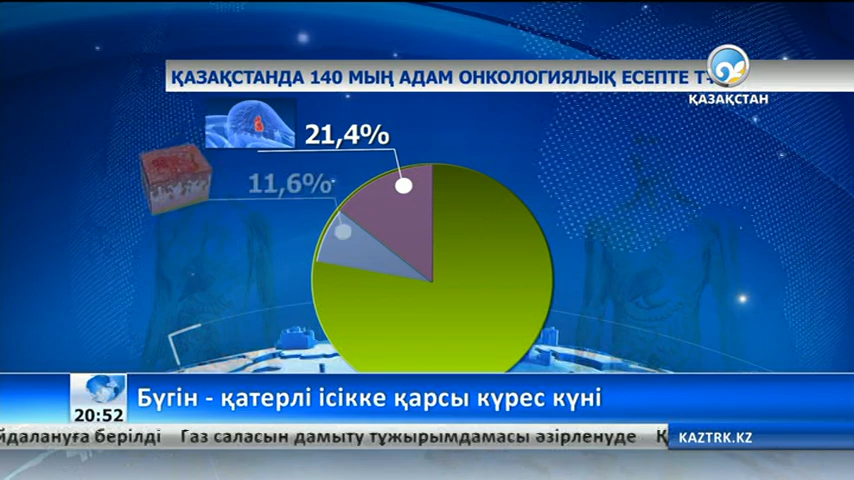 ҚАЗАҚСТАНДА 140 МЫҢ АДАМ ОНКОЛОГИЯЛЫҚ ЕСЕПТЕ
ҚАЗАҚСТАН
21,4%
11,6%
Бүгін - қатерлі ісікке қарсы күрес күні
20:52
йдалануға берілді Газ саласын дамыту тұжырымдамасы әзірленуде Қ
KAZTRK.KZ